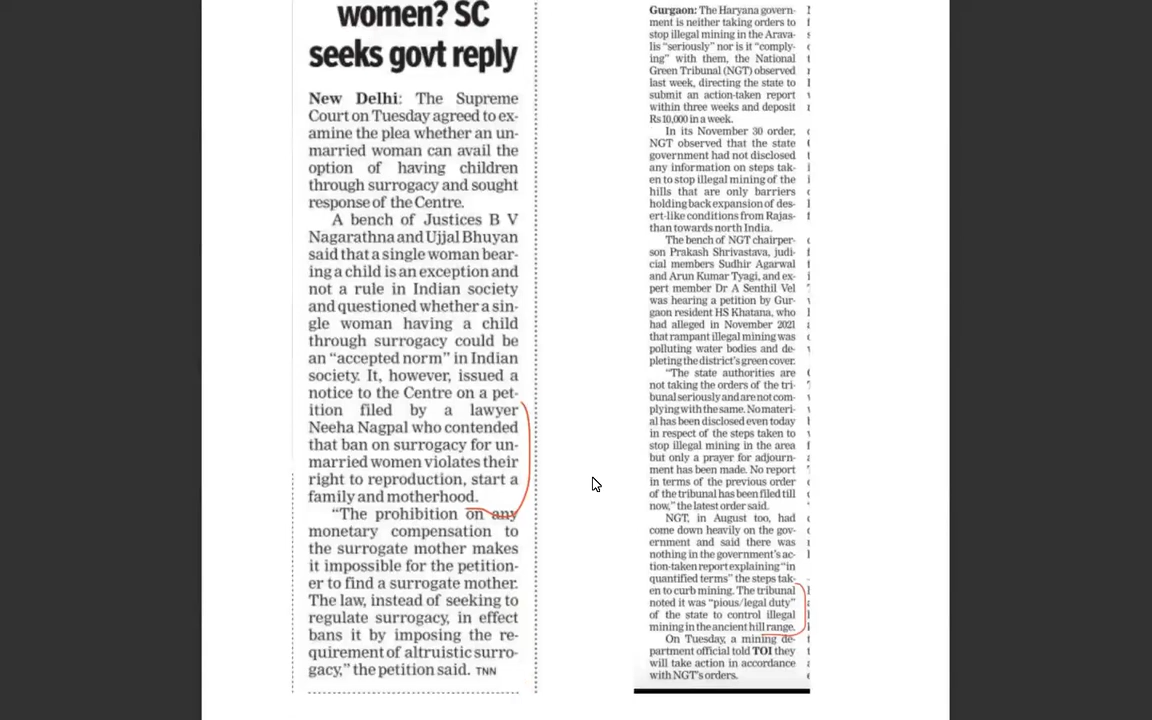 women? SC
seeks govt reply
New Delhi: The Supreme
Court on Tuesday agreed to ex-
amine the plea whether an un-
married woman can avail the
option of having children
through surrogacy and sought
response of the Centre.
A bench of Justices B V
Nagarathna and Ujjal Bhuyan
said that a single woman bear-
ing a child is an exception and
not a rule in Indian society
and questioned whether a sin-
gle woman having a child
through surrogacy could be
an “accepted norm” in Indian
society. It, however, issued a
notice to the Centre on a pet-
ition filed by a lawyer
Neeha Nagpal who contended
that ban on surrogacy for un-
married women violates their
right to reproduction, start a
family and motherhood.
“The prohibition on any
monetary compensation to
the surrogate mother makes
it impossible for the petition-
er to find a surrogate mother.
The law, instead of seeking to
regulate surrogacy, in effect
bans it by imposing the re-
quirement of altruistic surro-
gacy,” the petition said. TNN
Gurgaon: The Haryana govern-
ment is neither taking orders to
stop illegal mining in the Arava-
lis “seriously” nor is it “comply-
ing” with them, the National
Green Tribunal (NGT) observed
last week, directing the state to
submit an action-taken report
within three weeks and deposit
Rs 10,000 in a week.
In its November 30 order,
NGT observed that the state
government had not disclosed
any information on steps tak-
en to stop illegal mining of the
hills that are only barriers
holding back expansion of des-
ert-like conditions from Rajas-
than towards north India.
The bench of NGT chairper-
son Prakash Shrivastava, judi-
cial members Sudhir Agarwal
and Arun Kumar Tyagi, and ex-
pert member Dr A Senthil Vel
was hearing a petition by Gur-
gaon resident HS Khatana, who
had alleged in November 2021
that rampant illegal mining was
polluting water bodies and de-
pleting the district's green cover.
“The state authorities are
not taking the orders of the tri-
bunal seriously and are not com-
plying with the same. No materi-
al has been disclosed even today
in respect of the steps taken to
stop illegal mining in the area
but only a prayer for adjourn-
ment has been made. No report
in terms of the previous order
of the tribunal has been filed till
now,” the latest order said.
NGT, in August too, had
come down heavily on the gov-
ernment and said there was
nothing in the government's ac-
tion-taken report explaining “in
quantified terms” the steps tak-
en to curb mining. The tribunal
noted it was “pious/legal duty”
of the state to control illegal
mining in the ancient hill range.
On Tuesday, a mining de-
partment official told TOI they
will take action in accordance
with NGT's orders.